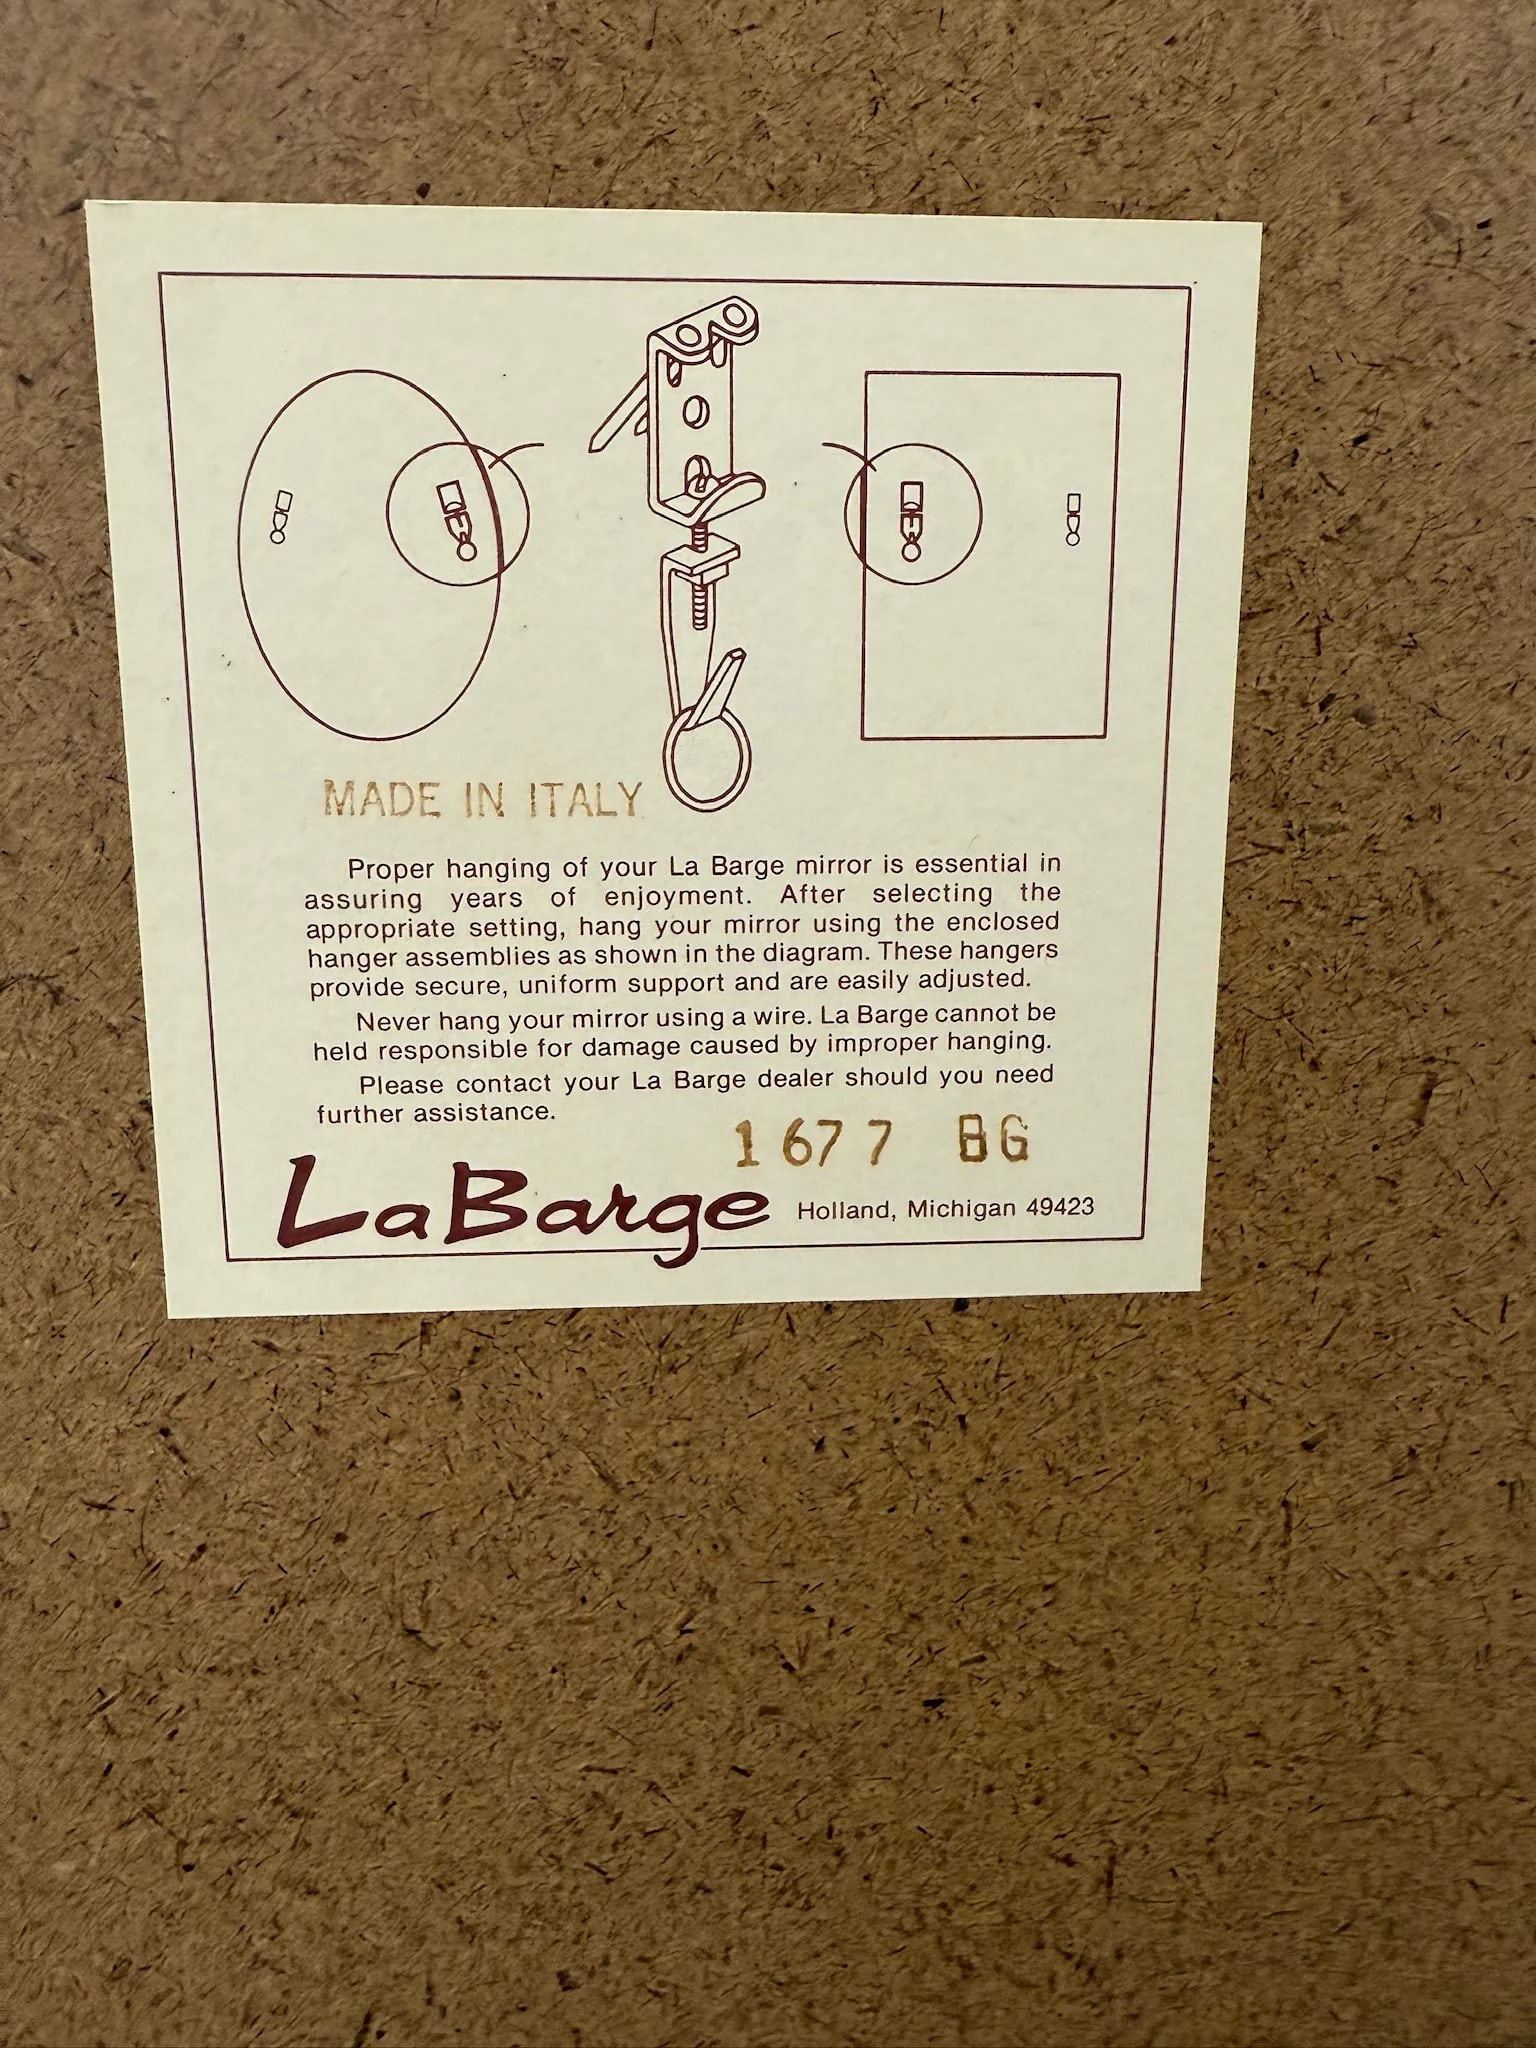 MADE IN ITALY
Proper hanging of your La Barge mirror is essential in
assuring years of enjoyment. After selecting the
appropriate setting, hang your mirror using the enclosed
hanger assemblies as shown in the diagram. These hangers
provide secure, uniform support and are easily adjusted.
Never hang your mirror using a wire. La Barge cannot be
held responsible for damage caused by improper hanging.
Please contact your La Barge dealer should you need
further assistance.
1677 BG
LaBarge Holland, Michigan 49423